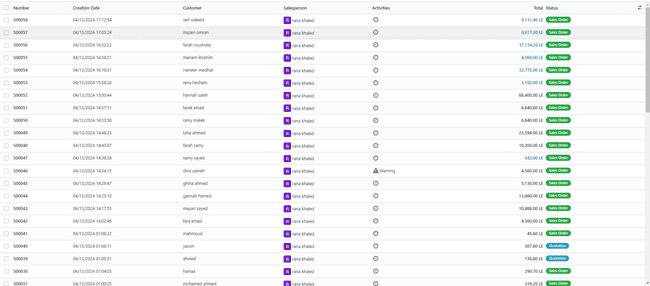 Number Creation Date Customer Salesperson Activities Total Status
S00058 04/13/2024 17:12:54 seif waleed R rana khaled 9,131.40 LE Sales Order
S00057 04/13/2024 17:03:24 mazen omran R rana khaled 4,617.00 LE Sales Order
S00056 04/13/2024 16:52:23 farah roushdey R rana khaled 17,134.20 LE Sales Order
S00055 04/13/2024 16:38:21 mariam ibrahim R rana khaled 4,560.00 LE Sales Order
S00054 04/13/2024 16:19:31 nareen medhat R rana khaled 32,775.00 LE Sales Order
S00053 04/13/2024 15:58:26 rena hesham R rana khaled 3,192.00 LE Sales Order
S00052 04/13/2024 15:00:44 hannah saleh R rana khaled 68,400.00 LE Sales Order
S00051 04/13/2024 14:57:11 tarek emad R rana khaled 6,840.00 LE Sales Order
S00050 04/13/2024 14:53:58 ramy malek R rana khaled 6,840.00 LE Sales Order
S00049 04/13/2024 14:48:23 taha ahmed R rana khaled 23,598.00 LE Sales Order
S00048 04/13/2024 14:43:07 farah samy R rana khaled 10,260.00 LE Sales Order
S00047 04/13/2024 14:38:38 samy sayed R rana khaled 342.00 LE Sales Order
S00046 04/13/2024 14:34:13 dina sameh R rana khaled Warning 4,560.00 LE Sales Order
S00045 04/13/2024 14:29:47 ghina ahmed R rana khaled 5,130.00 LE Sales Order
S00044 04/13/2024 14:25:10 gannah hamed R rana khaled 13,680.00 LE Sales Order
S00043 04/13/2024 14:17:55 mayan sayed R rana khaled 10,488.00 LE Sales Order
S00042 04/13/2024 14:02:48 fara emad R rana khaled 4,560.00 LE Sales Order
S00041 04/13/2024 01:08:32 mahmoud R rana khaled 45.60 LE Sales Order
S00040 04/13/2024 01:08:11 yassin R rana khaled 307.80 LE Quotation
S00039 04/13/2024 01:05:51 ahmed R rana khaled 136.80 LE Quotation
S00038 04/13/2024 01:04:05 hamsa R rana khaled 290.70 LE Sales Order
S00037 04/13/2024 01:00:25 mohamed ahmed R rana khaled 319.20 LE Sales Order